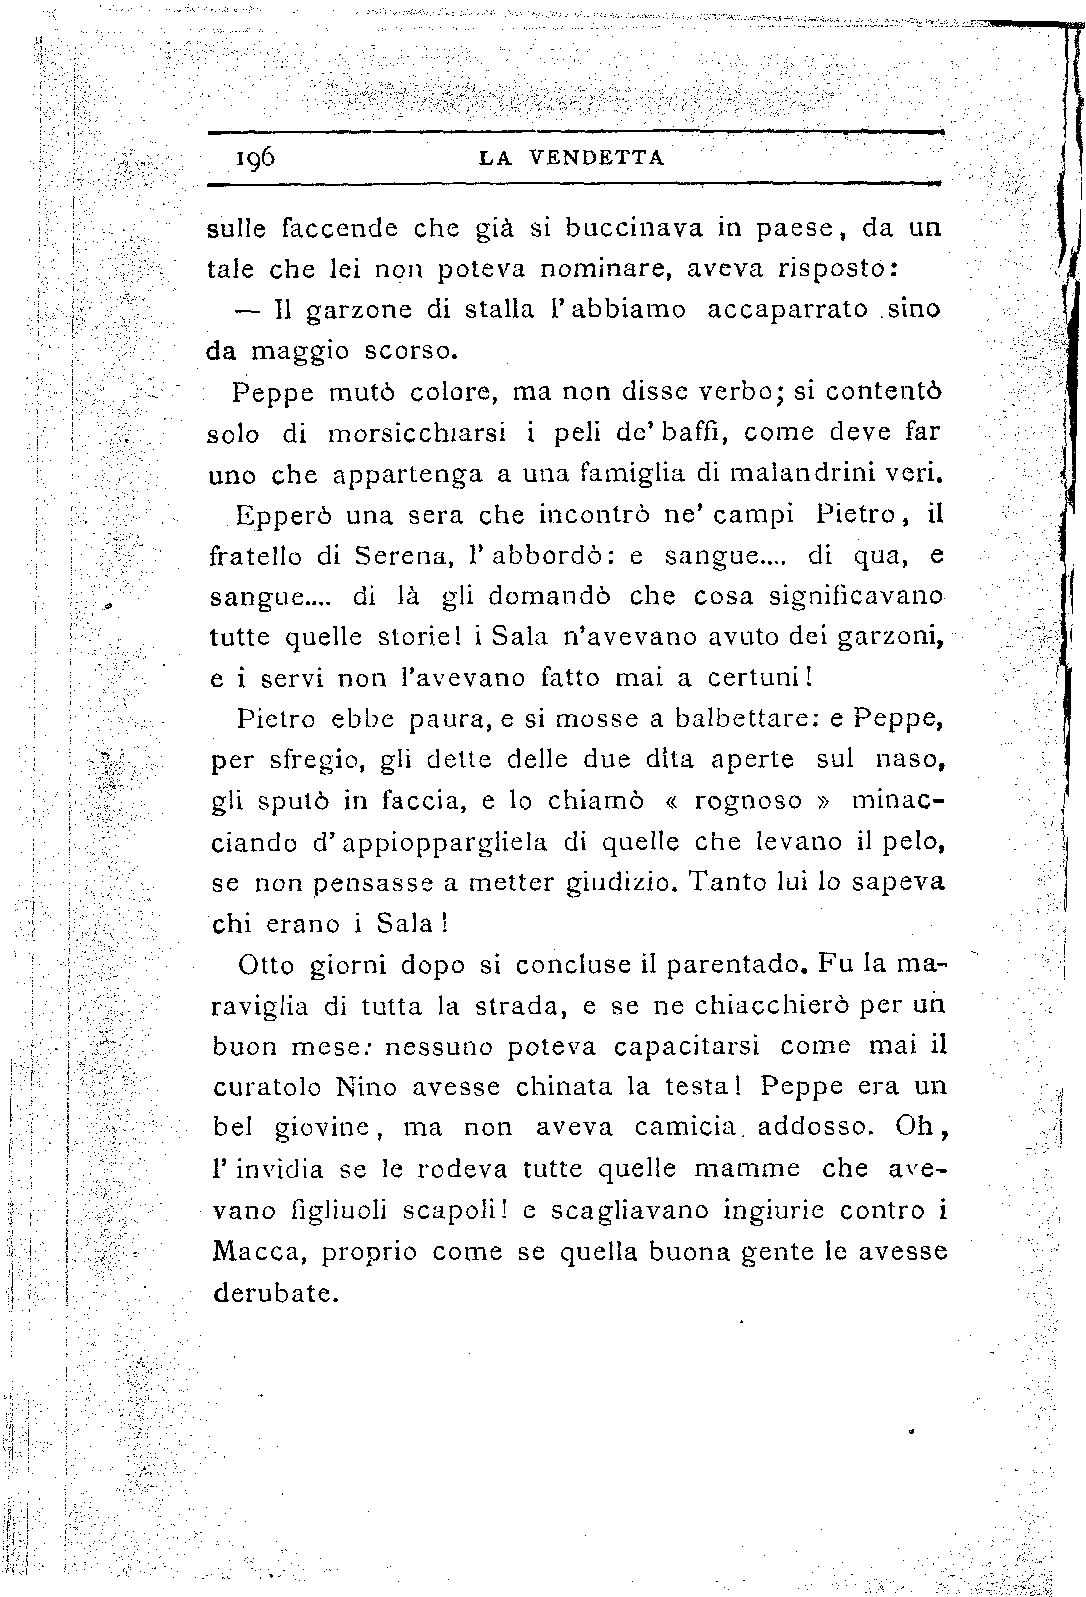 196 LA VENDETTA
sulle faccende che già si buccinava in paese, da un
tale che lei non poteva nominare, aveva risposto:
— Il garzone di stalla l'abbiamo accaparrato sino
da maggio scorso.
Peppe mutò colore, ma non disse verbo; si contentò
solo di morsicchiarsi i peli de' baffi, come deve far
uno che appartenga a una famiglia di malandrini veri.
Epperò una sera che incontrò ne' campi Pietro, il
fratello di Serena, l'abbordò: e sangue.... di qua, e
sangue.... di là gli domandò che cosa significavano
tutte quelle storie! i Sala n'avevano avuto dei garzoni,
e i servi non l'avevano fatto mai a certuni!
Pietro ebbe paura, e si mosse a balbettare: e Peppe,
per sfregio, gli dette delle due dita aperte sul naso,
gli sputò in faccia, e lo chiamò « rognoso » minac-
ciando d'appioppargliela di quelle che levano il pelo,
se non pensasse a metter giudizio. Tanto lui lo sapeva
chi erano i Sala!
Otto giorni dopo si concluse il parentado. Fu la ma-
raviglia di tutta la strada, e se ne chiacchierò per un
buon mese: nessuno poteva capacitarsi come mai il
curatolo Nino avesse chinata la testa! Peppe era un
bel giovine, ma non aveva camicia addosso. Oh,
l'invidia se le rodeva tutte quelle mamme che ave-
vano figliuoli scapoli! e scagliavano ingiurie contro i
Macca, proprio come se quella buona gente le avesse
derubate.